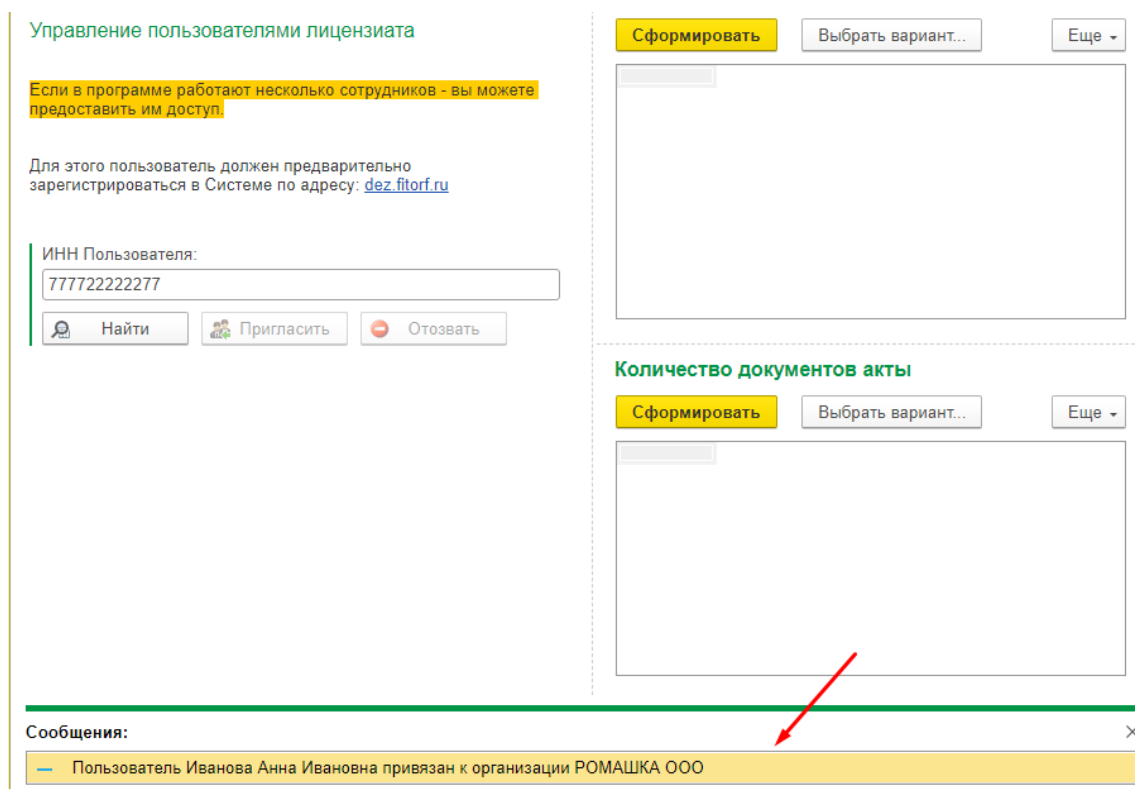 Управление пользователями лицензиата
Если в программе работают несколько сотрудников - вы можете
предоставить им доступ.
Для этого пользователь должен предварительно
зарегистрироваться в Системе по адресу: dez.fitorf.ru
ИНН Пользователя:
777722222277
Найти
Пригласить
Отозвать
Сформировать
Выбрать вариант...
Еще
Количество документов акты
Сформировать
Выбрать вариант...
Еще
Сообщения:
Пользователь Иванова Анна Ивановна привязан к организации РОМАШКА ООО